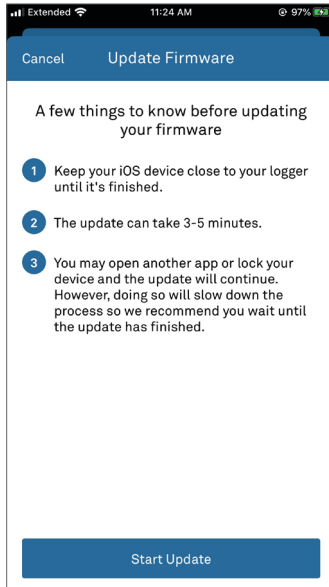 Extended 11:24 AM 97%
Cancel Update Firmware
A few things to know before updating
your firmware
1 Keep your iOS device close to your logger
until it's finished.
2 The update can take 3-5 minutes.
3 You may open another app or lock your
device and the update will continue.
However, doing so will slow down the
process so we recommend you wait until
the update has finished.
Start Update